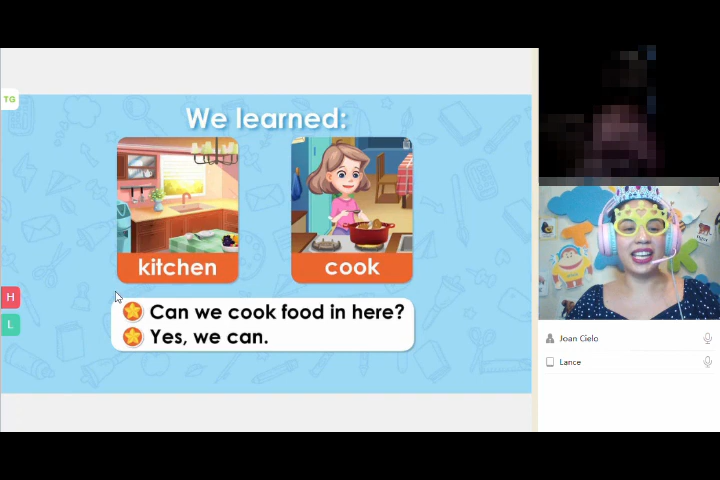 TG
We learned:
kitchen
cook
Can we cook food in here?
Yes, we can.
H
L
Joan Cielo
Lance